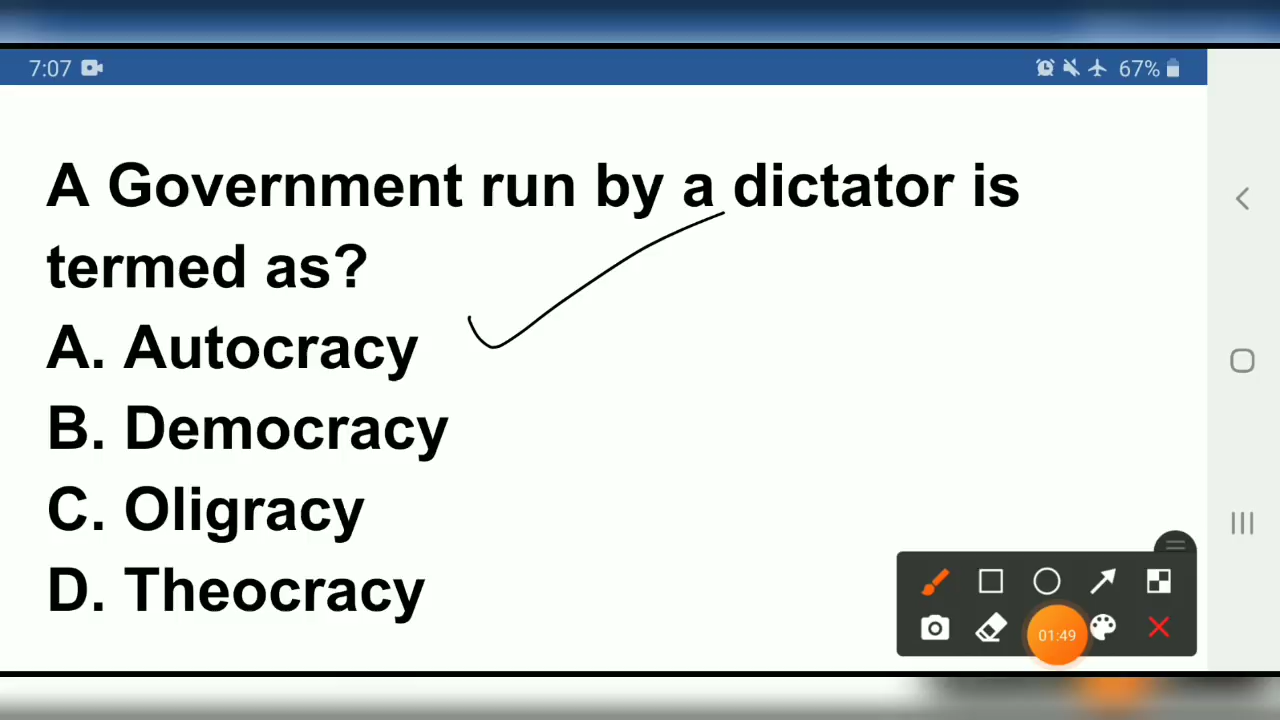 7:07 67%
A Government run by a dictator is
termed as?
A. Autocracy
B. Democracy
C. Oligracy
D. Theocracy
01:49